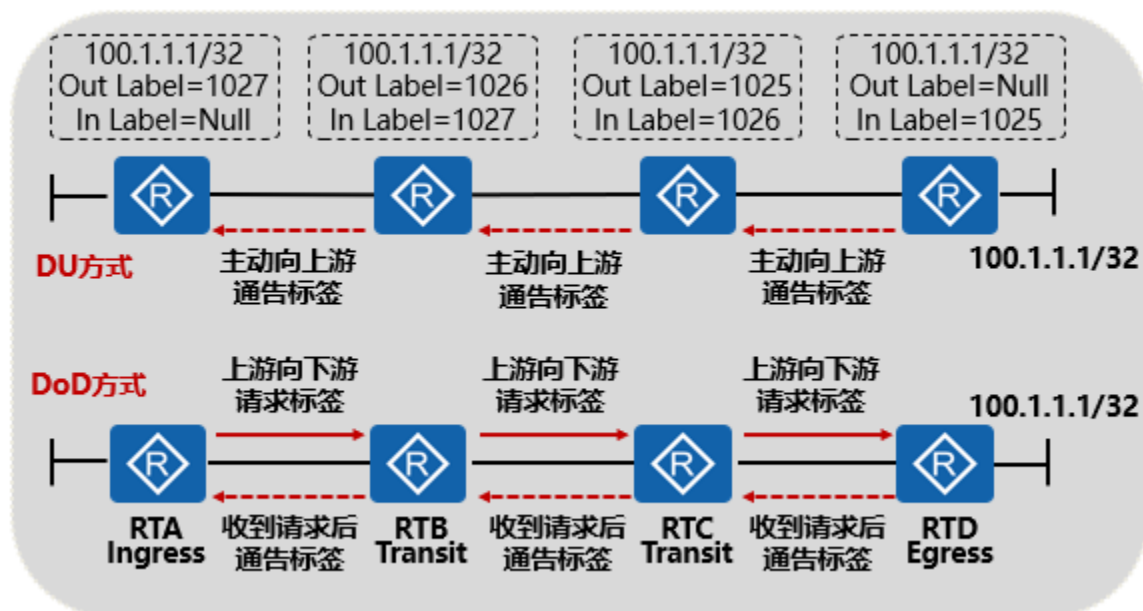 100.1.1.1/32
Out Label=1027
In Label=Null
100.1.1.1/32
Out Label=1026
In Label=1027
100.1.1.1/32
Out Label=1025
In Label=1026
100.1.1.1/32
Out Label=Null
In Label=1025
R
R
R
R
DU方式
主动向上游
通告标签
主动向上游
通告标签
主动向上游
通告标签
100.1.1.1/32
DoD方式
上游向下游
请求标签
上游向下游
请求标签
上游向下游
请求标签
100.1.1.1/32
R
R
R
R
RTA
Ingress
收到请求后
通告标签
RTB
Transit
收到请求后
通告标签
RTC
Transit
收到请求后
通告标签
RTD
Egress